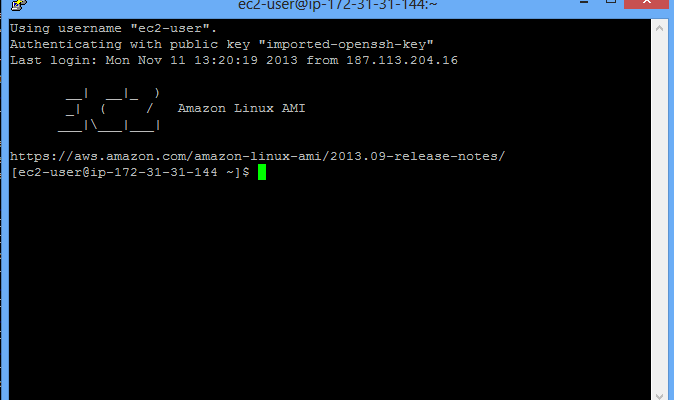 ec2-user@ip-172-31-31-144:~
Using username "ec2-user".
Authenticating with public key "imported-openssh-key"
Last login: Mon Nov 11 13:20:19 2013 from 187.113.204.16
       __|  __|_  )
       _|  (     /   Amazon Linux AMI
      ___|\___|___|
https://aws.amazon.com/amazon-linux-ami/2013.09-release-notes/
[ec2-user@ip-172-31-31-144 ~]$